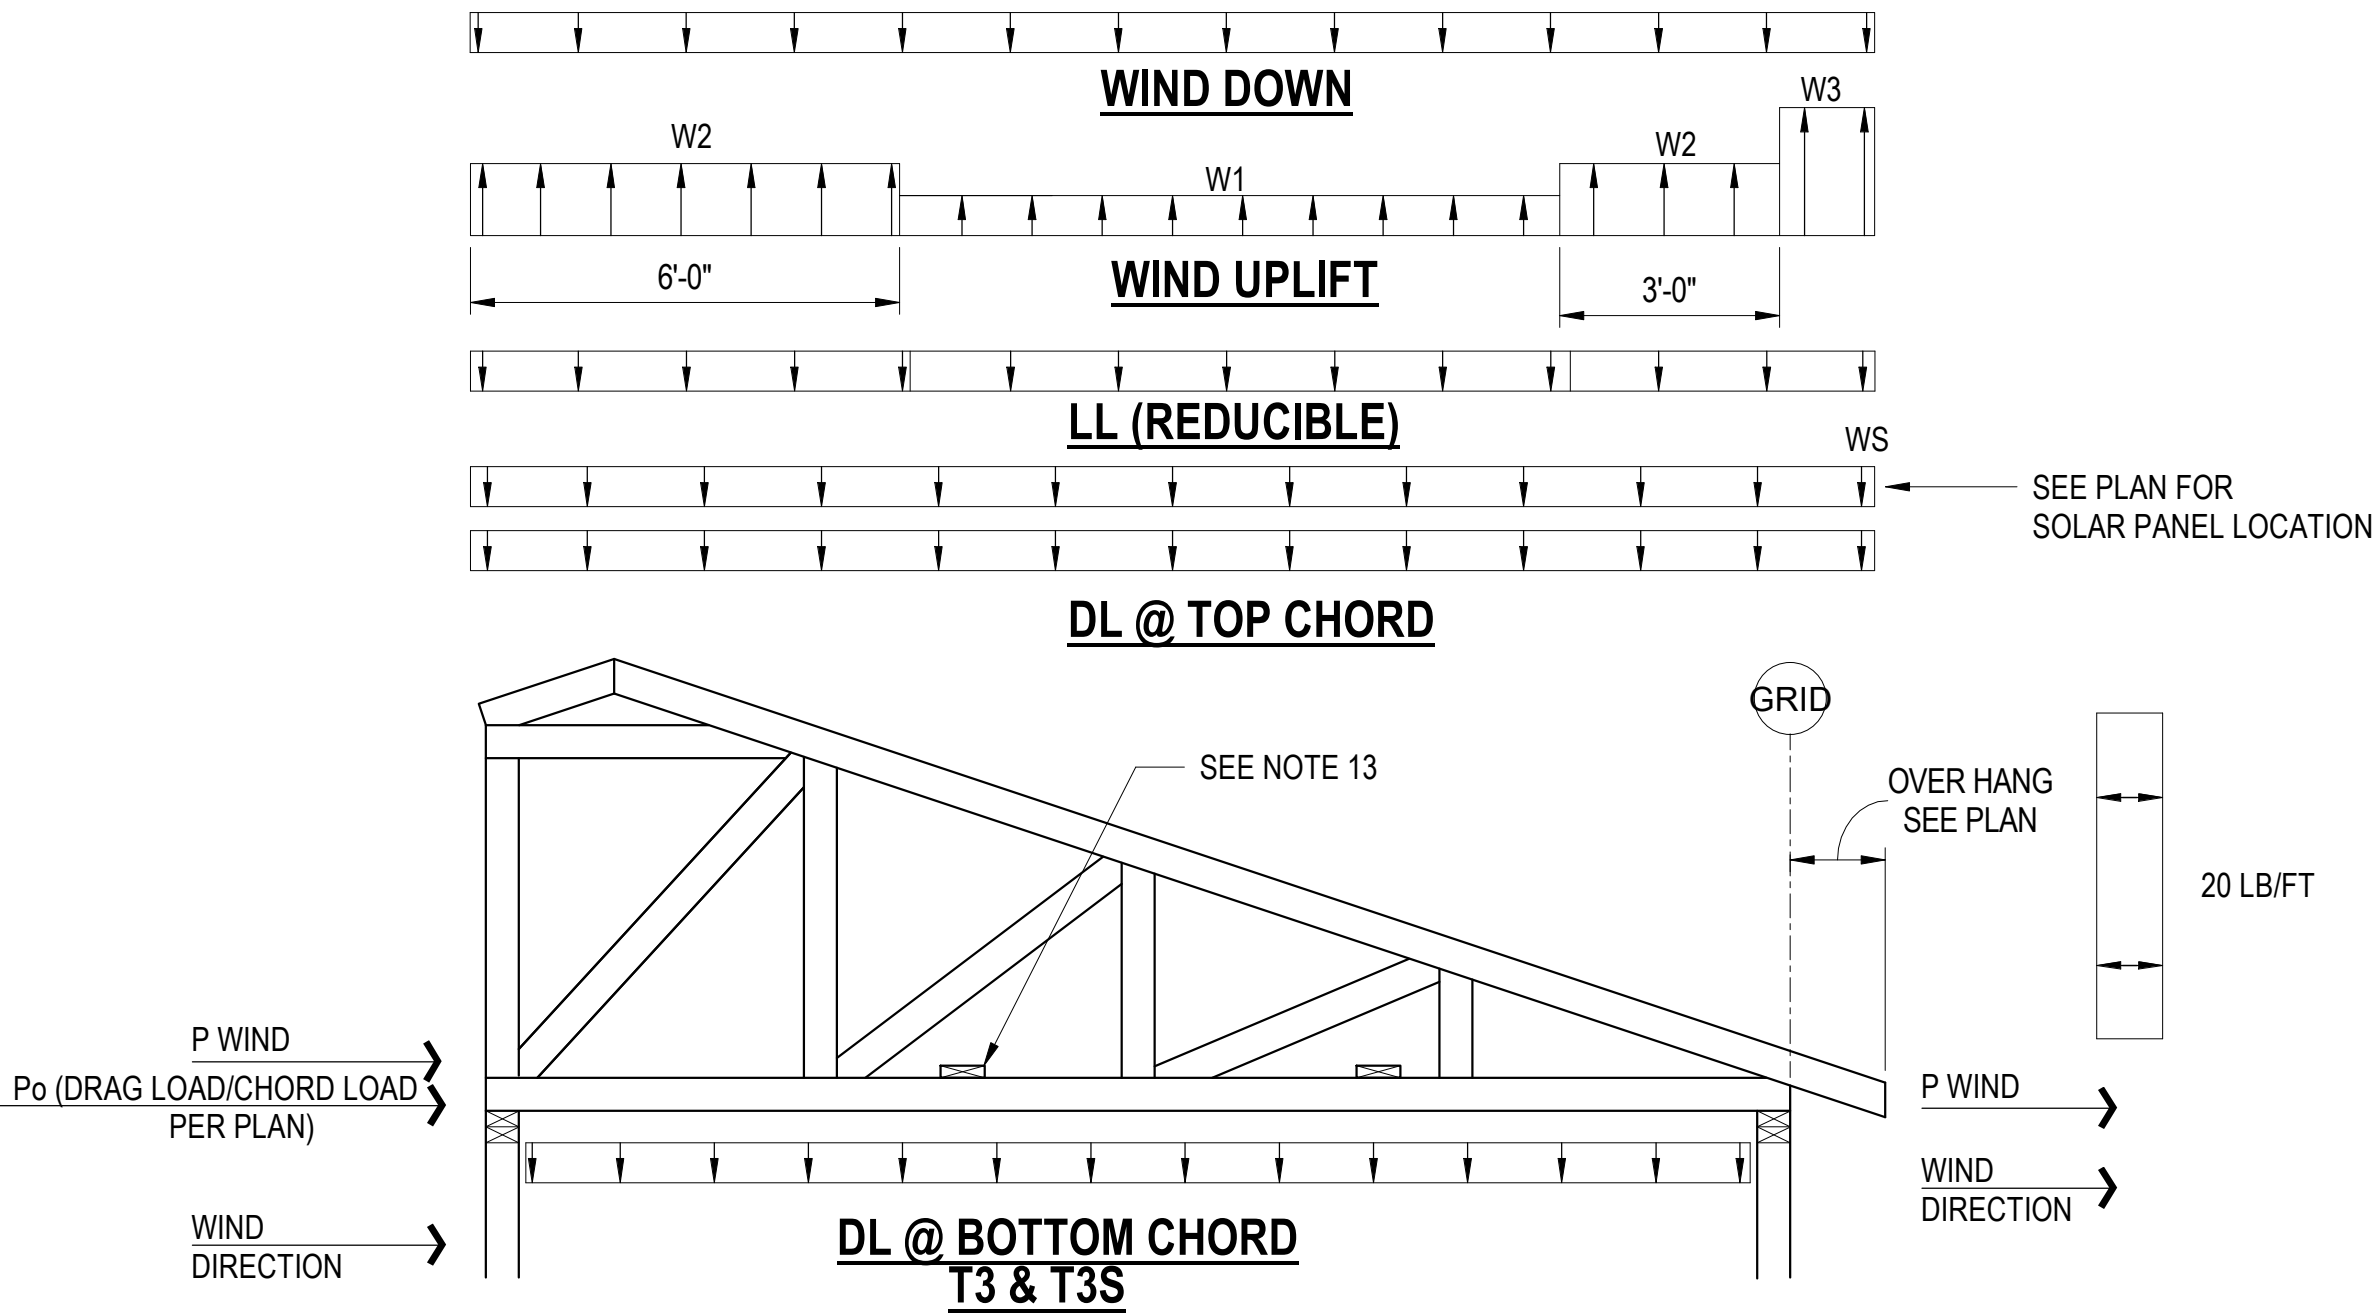 WIND DOWN
W3
W2
W2
W1
6'-0"
WIND UPLIFT
3'-0"
LL (REDUCIBLE)
WS
SEE PLAN FOR
SOLAR PANEL LOCATION
DL @ TOP CHORD
GRID
SEE NOTE 13
OVER HANG
SEE PLAN
20 LB/FT
P WIND
Po (DRAG LOAD/CHORD LOAD
PER PLAN)
P WIND
WIND
DIRECTION
WIND
DIRECTION
DL @ BOTTOM CHORD
T3 & T3S